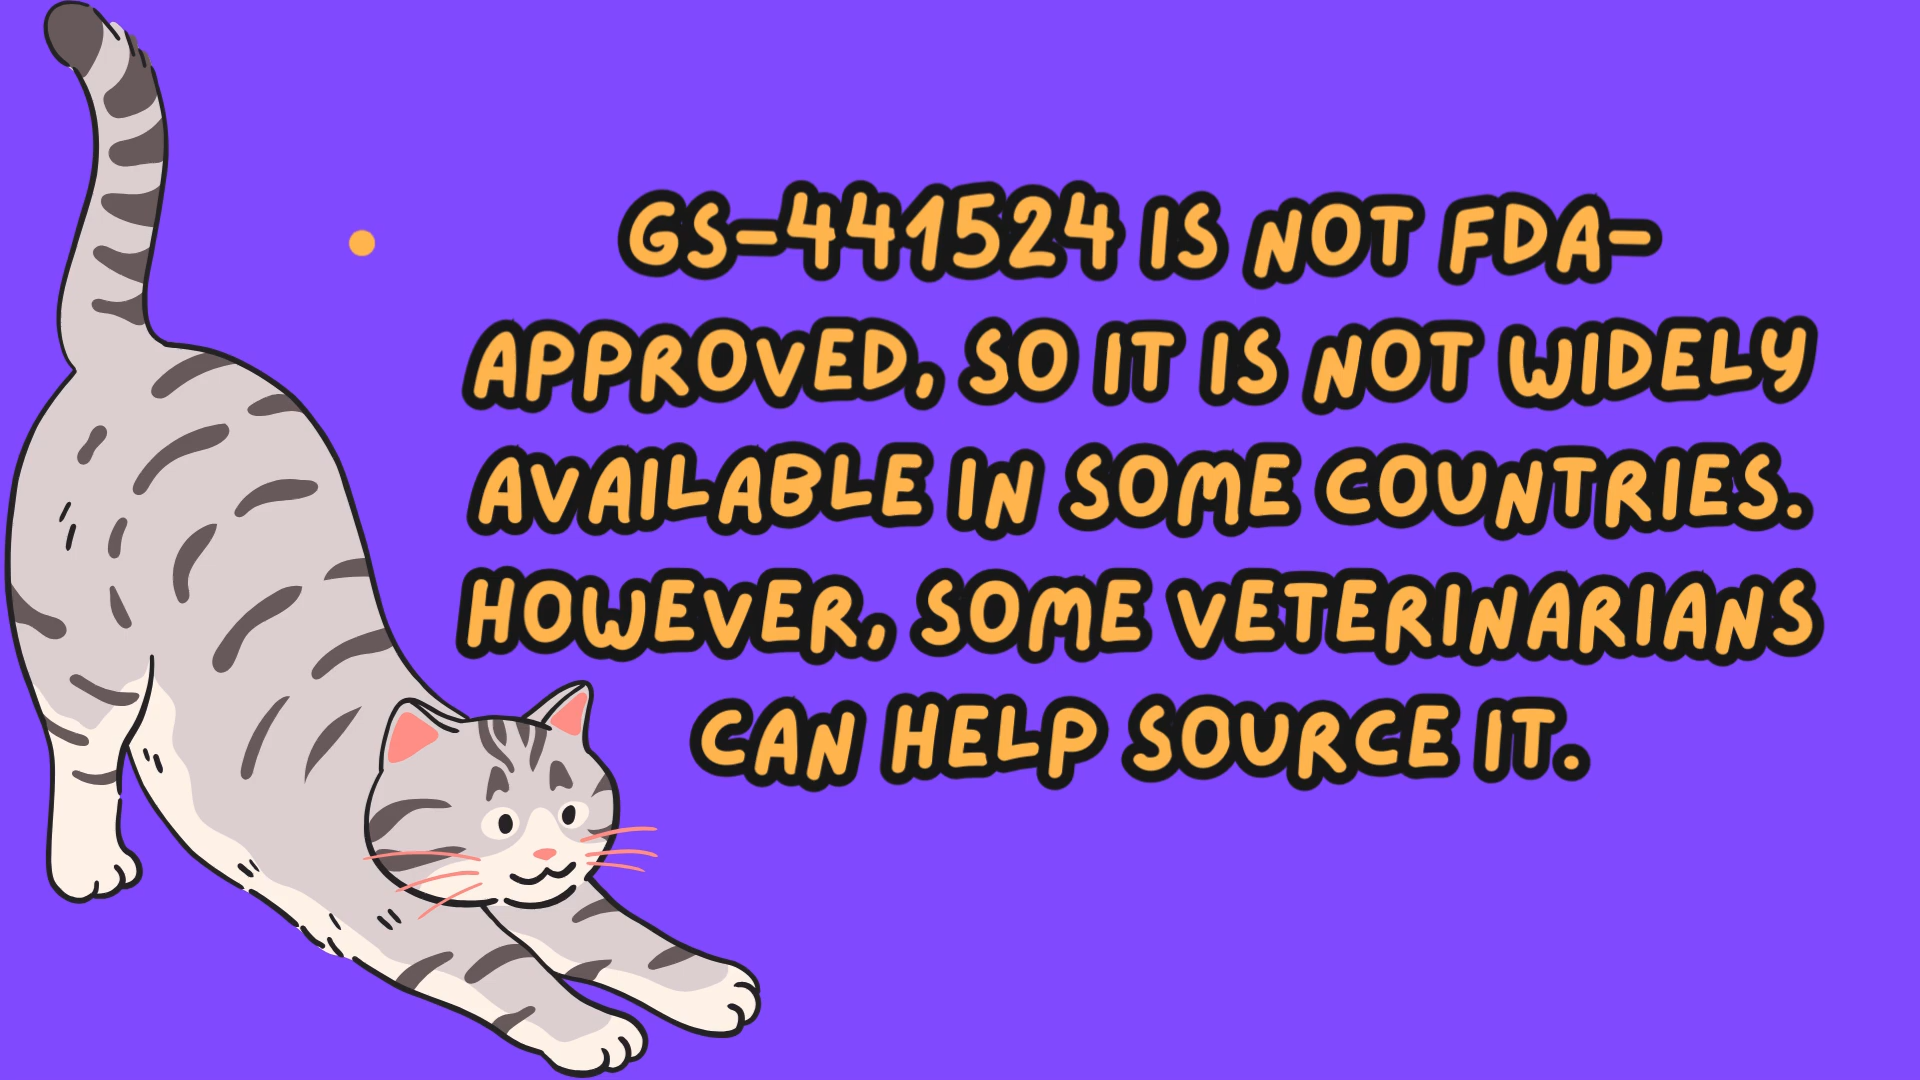 GS-441524 IS NOT FDA-
APPROVED, SO IT IS NOT WIDELY
AVAILABLE IN SOME COUNTRIES.
HOWEVER, SOME VETERINARIANS
CAN HELP SOURCE IT.